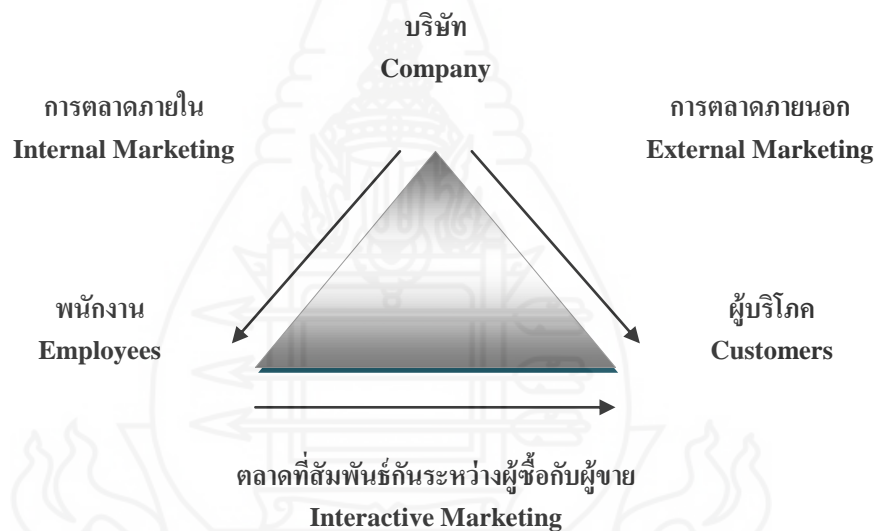 บริษัท
Company
การตลาดภายใน
Internal Marketing
การตลาดภายนอก
External Marketing
พนักงาน
Employees
ผู้บริโภค
Customers
ตลาดที่สัมพันธ์กันระหว่างผู้ซื้อกับผู้ขาย
Interactive Marketing